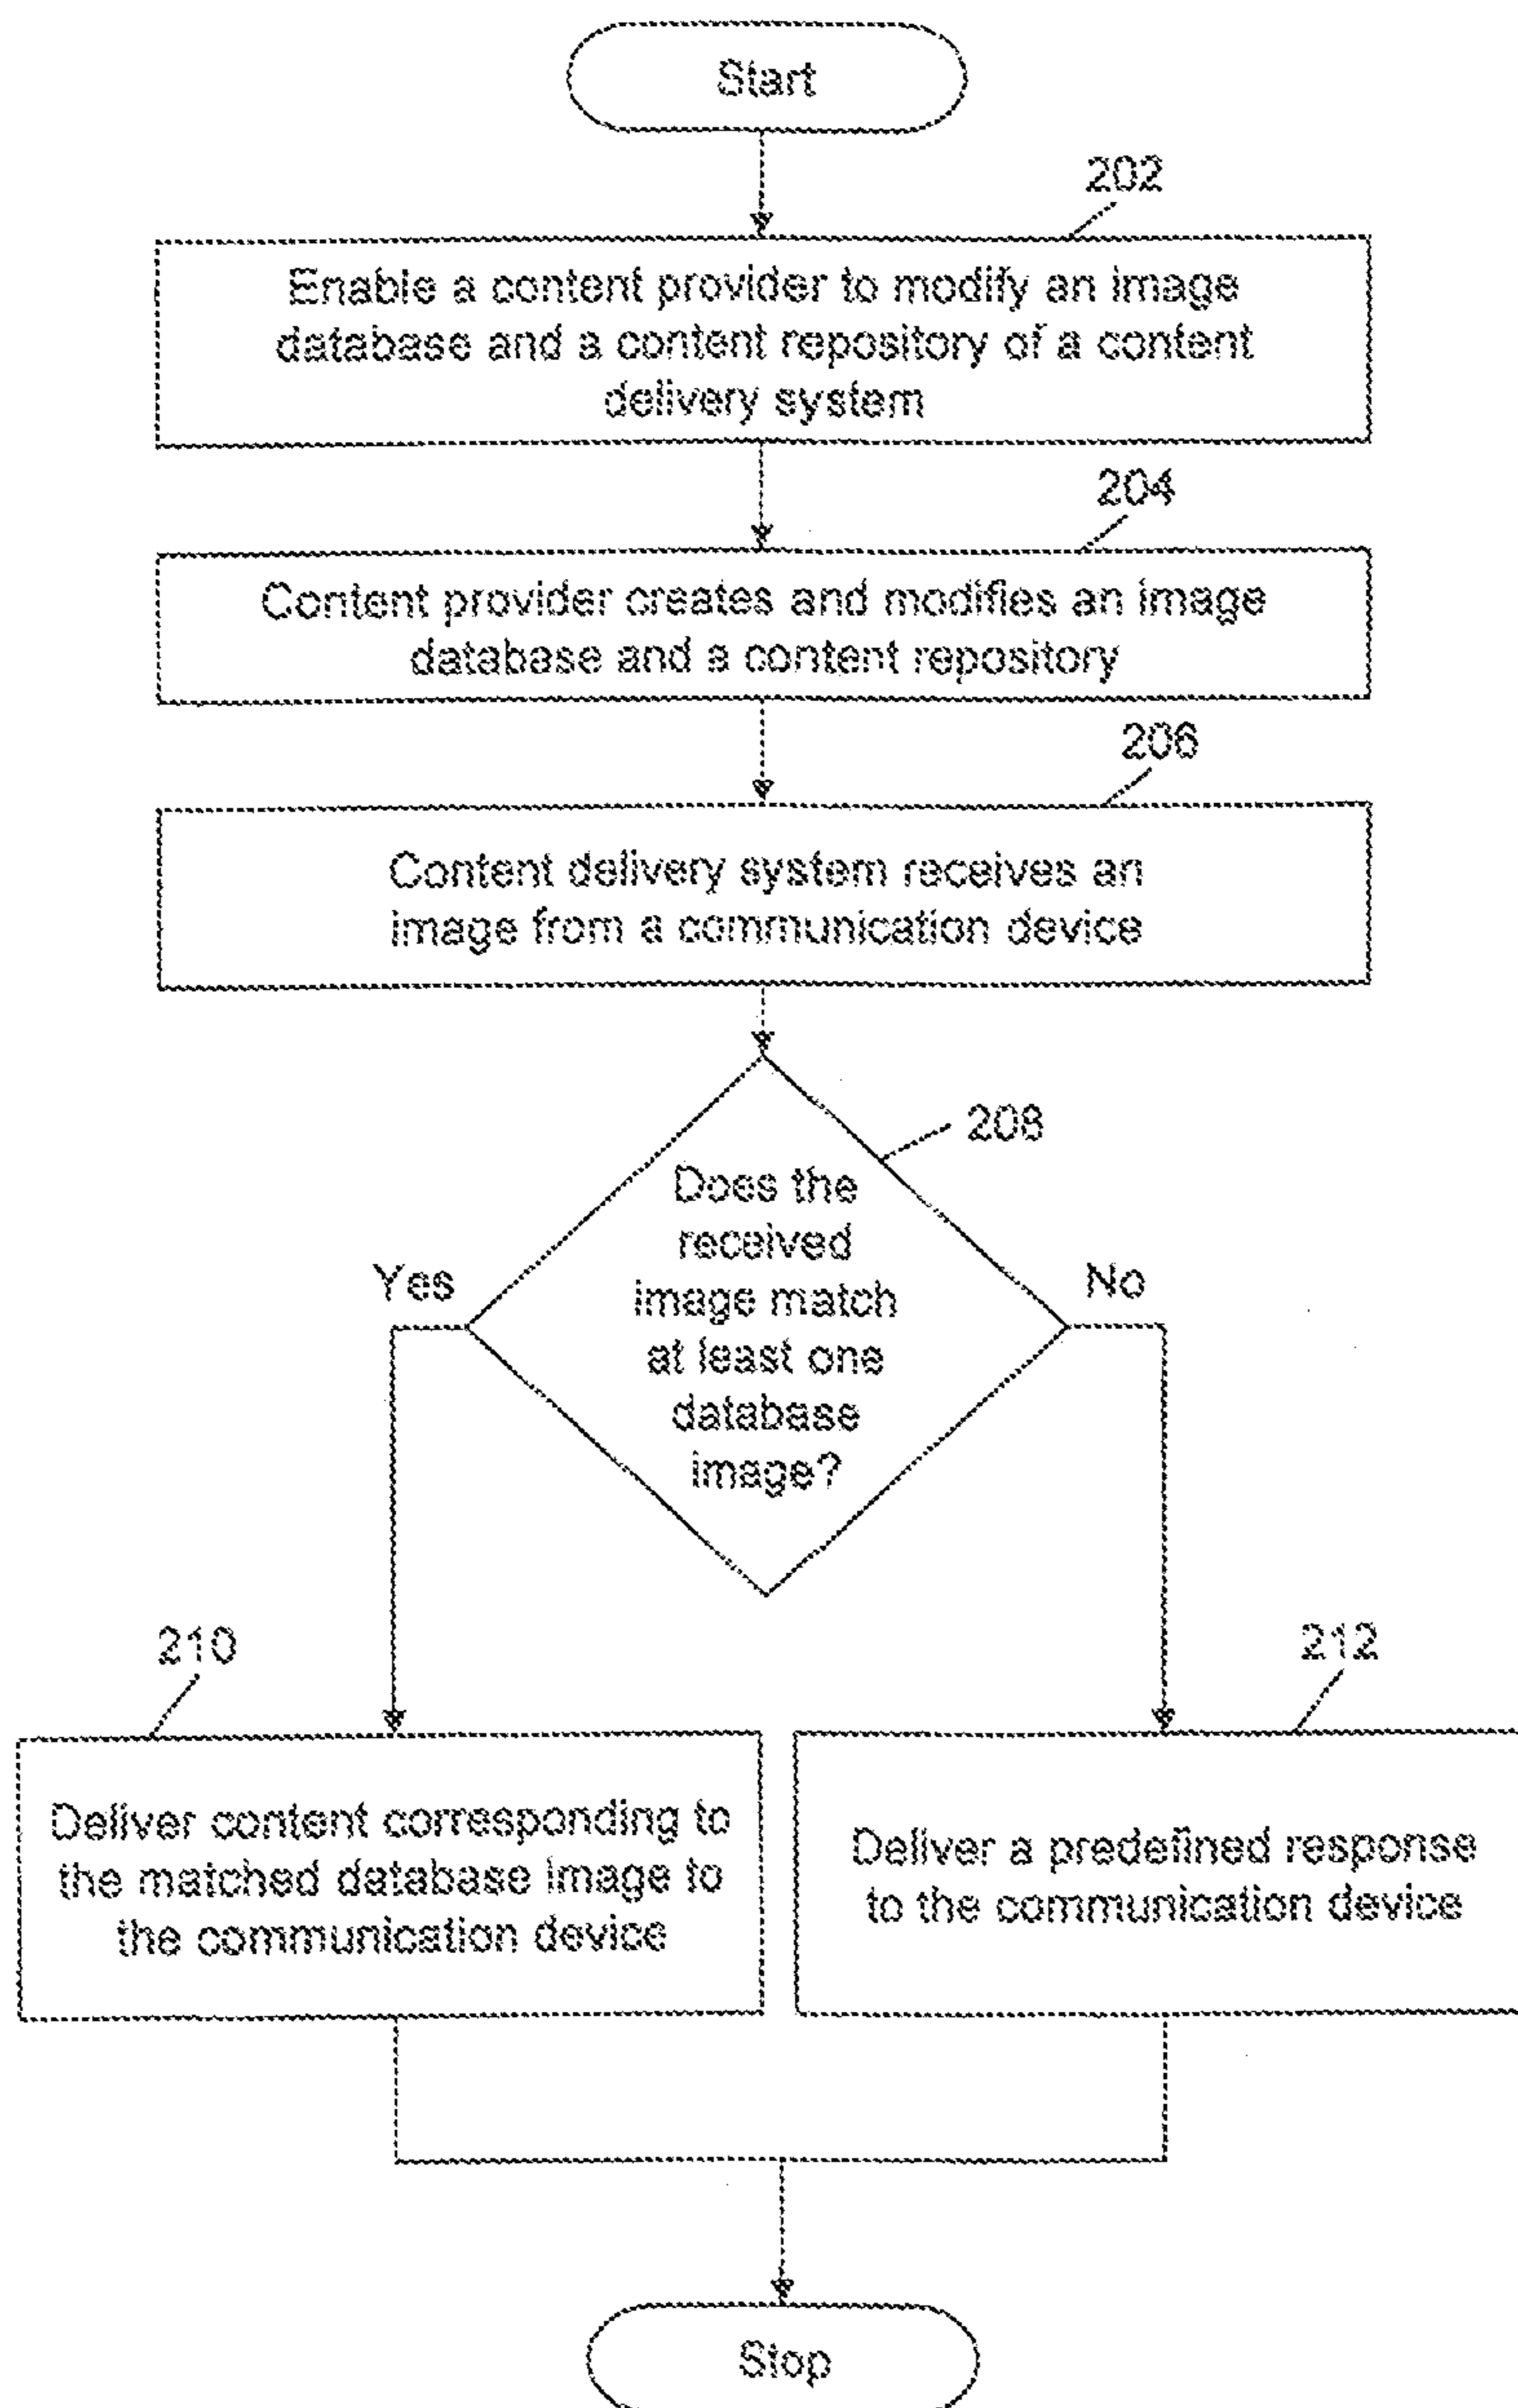 Start
202
Enable a content provider to modify an image
database and a content repository of a content
delivery system
204
Content provider creates and modifies an image
database and a content repository
206
Content delivery system receives an
image from a communication device
208
Does the
received
image match
at least one
database
image?
Yes
No
210
212
Deliver content corresponding to
the matched database image to
the communication device
Deliver a predefined response
to the communication device
Stop